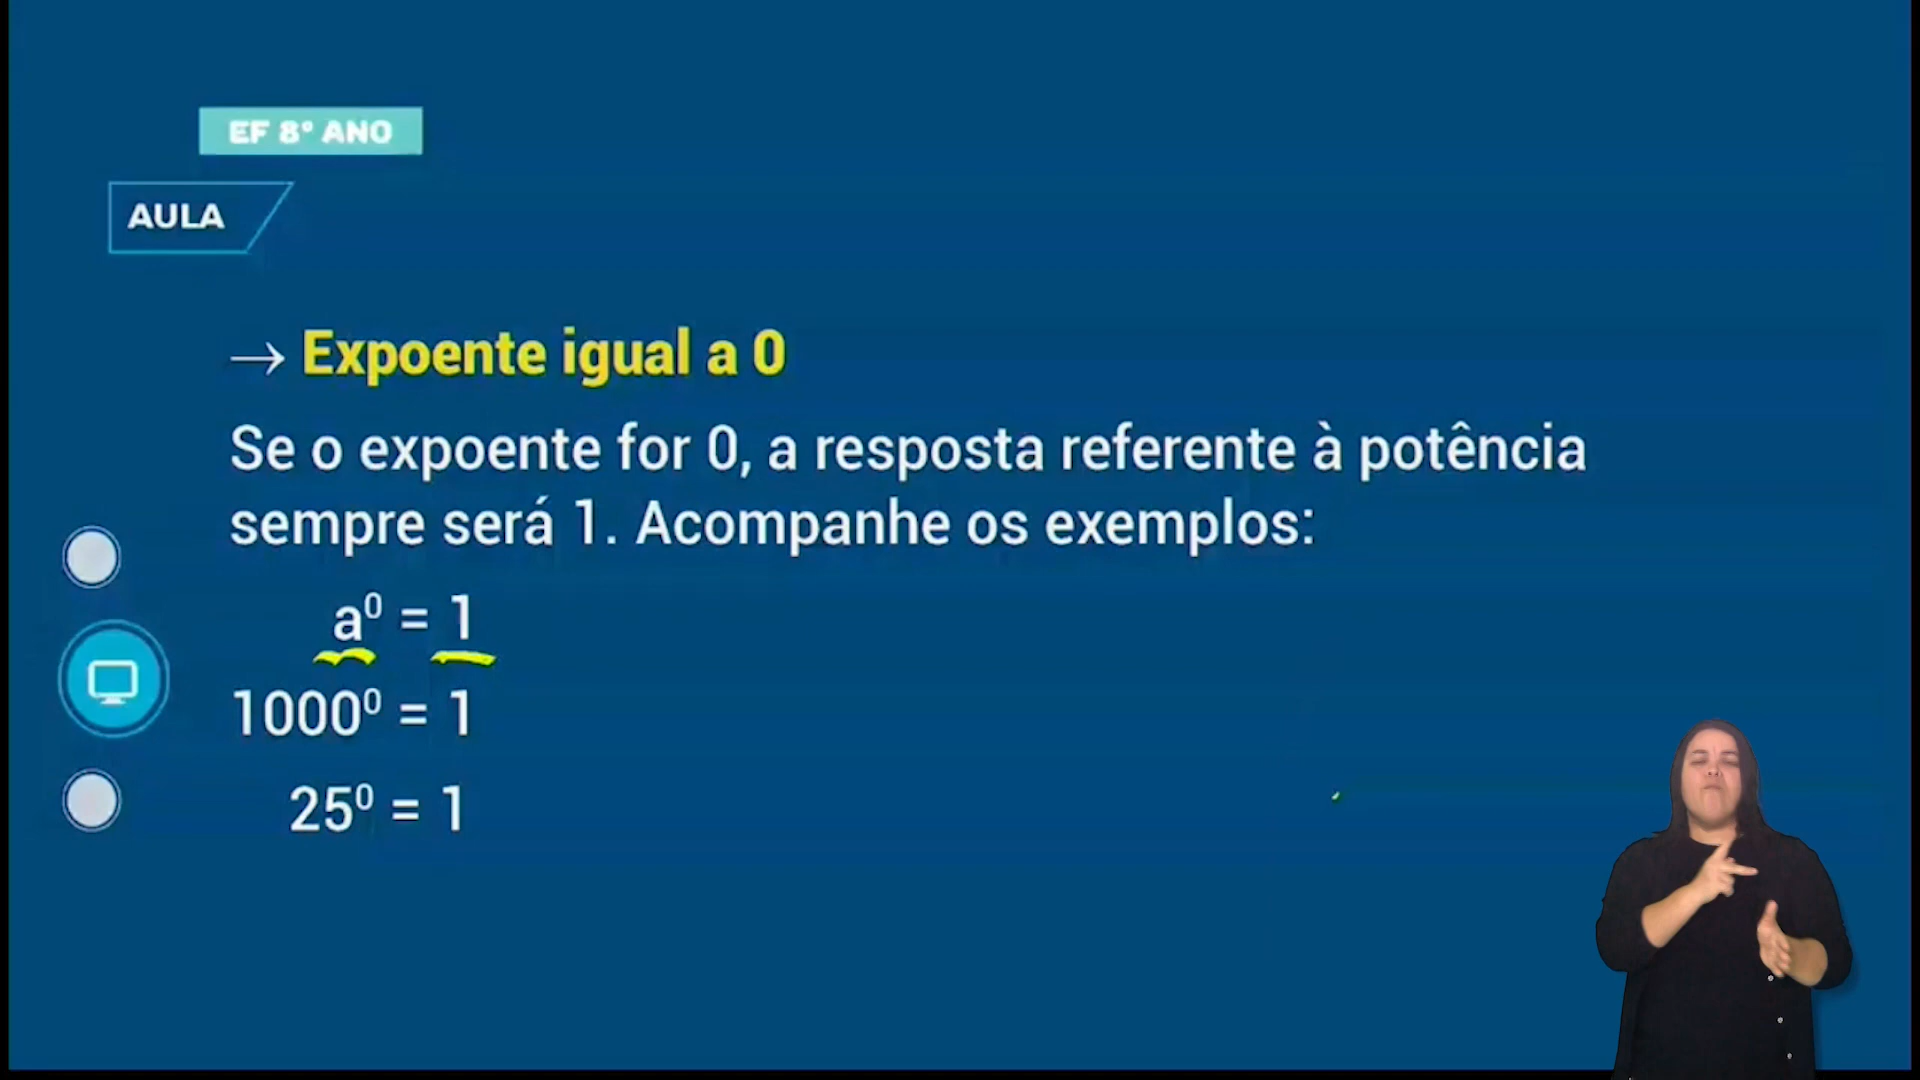 EF 8º ANO
AULA
→ Expoente igual a 0
Se o expoente for 0, a resposta referente à potência
sempre será 1. Acompanhe os exemplos:
a⁰ = 1
1000⁰ = 1
25⁰ = 1